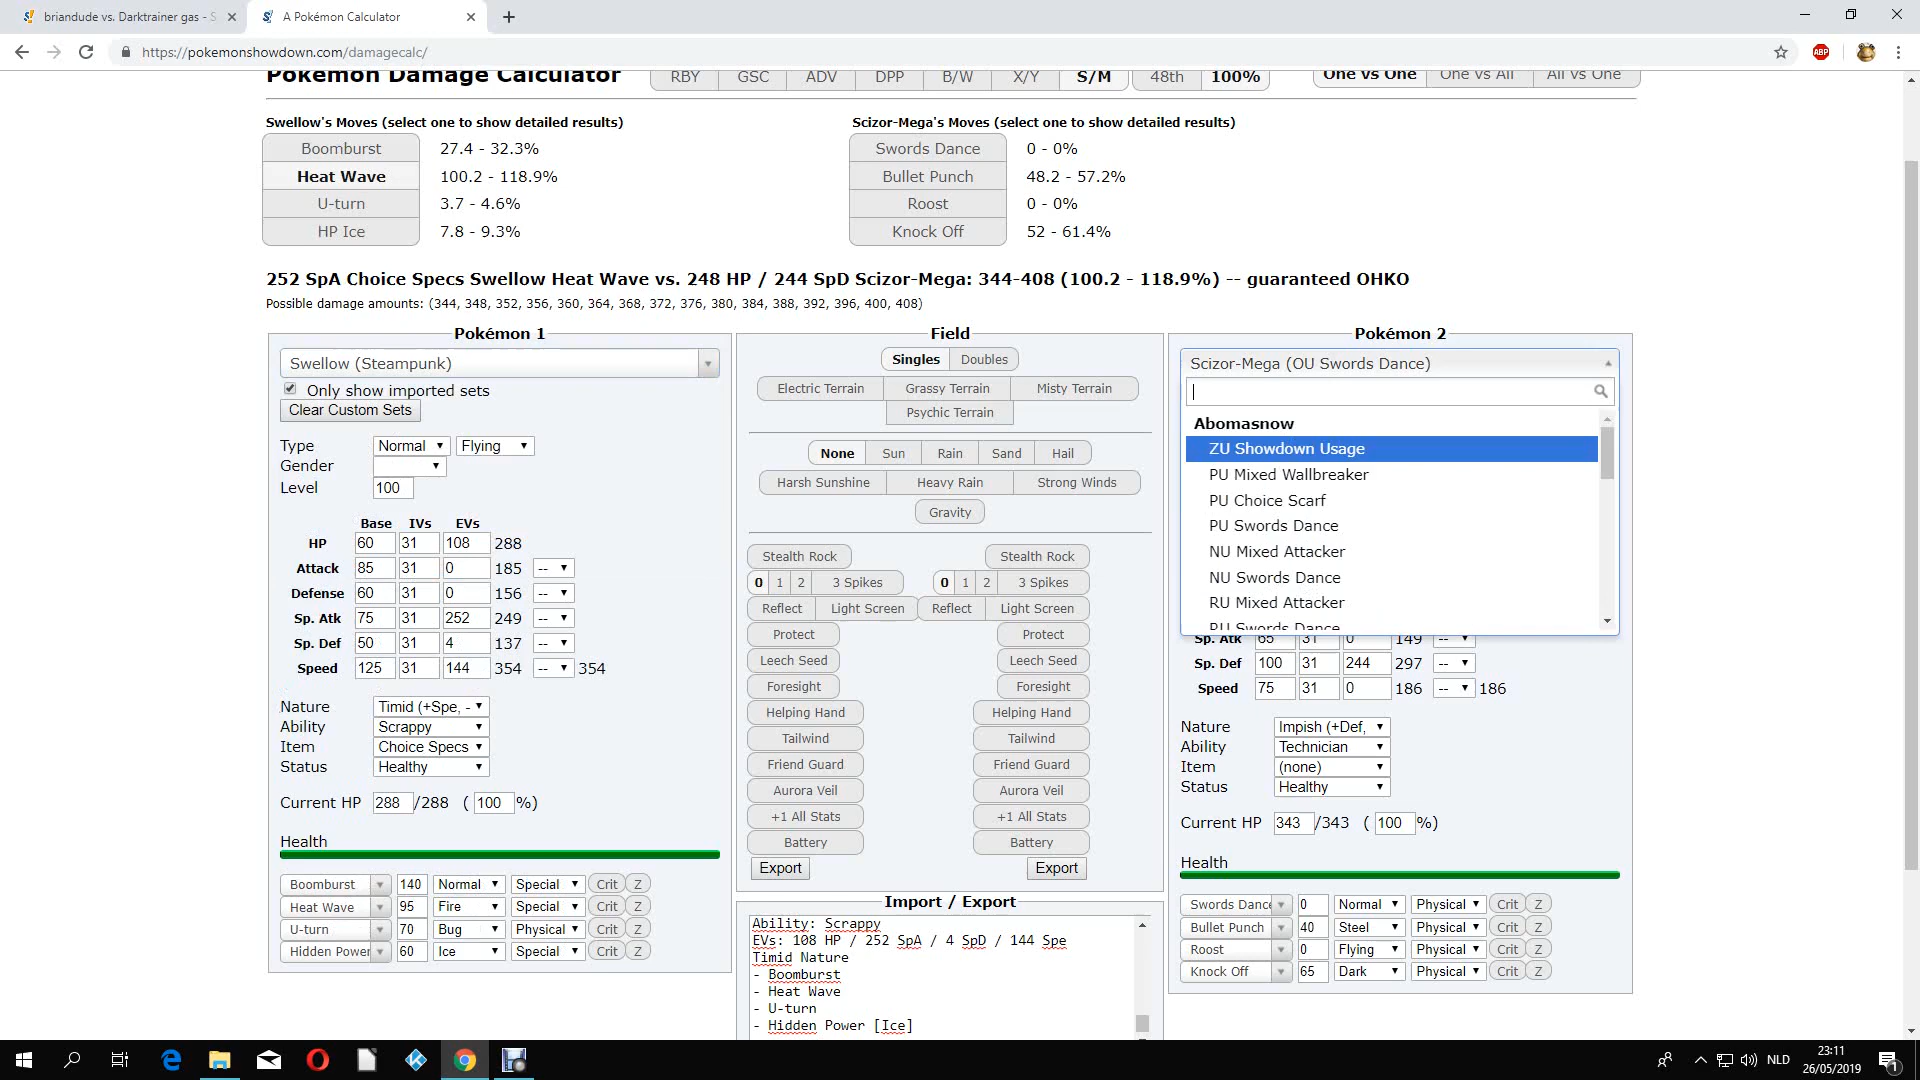 briandude vs. Darktrainer gas - S
A Pokémon Calculator
https://pokemonshowdown.com/damagecalc/
ABP
Pokémon Damage Calculator
RBY GSC ADV DPP B/W X/Y S/M 48th 100% One vs One One vs All All vs One
Swellow's Moves (select one to show detailed results)
Boomburst 27.4 - 32.3%
Heat Wave 100.2 - 118.9%
U-turn 3.7 - 4.6%
HP Ice 7.8 - 9.3%
Scizor-Mega's Moves (select one to show detailed results)
Swords Dance 0 - 0%
Bullet Punch 48.2 - 57.2%
Roost 0 - 0%
Knock Off 52 - 61.4%
252 SpA Choice Specs Swellow Heat Wave vs. 248 HP / 244 SpD Scizor-Mega: 344-408 (100.2 - 118.9%) -- guaranteed OHKO
Possible damage amounts: (344, 348, 352, 356, 360, 364, 368, 372, 376, 380, 384, 388, 392, 396, 400, 408)
Pokémon 1
Swellow (Steampunk)
Only show imported sets
Clear Custom Sets
Type Normal Flying
Gender
Level 100
Base IVs EVs
HP 60 31 108 288
Attack 85 31 0 185 --
Defense 60 31 0 156 --
Sp. Atk 75 31 252 249 --
Sp. Def 50 31 4 137 --
Speed 125 31 144 354 -- 354
Nature Timid (+Spe, -
Ability Scrappy
Item Choice Specs
Status Healthy
Current HP 288/288 ( 100 %)
Health
Boomburst 140 Normal Special Crit Z
Heat Wave 95 Fire Special Crit Z
U-turn 70 Bug Physical Crit Z
Hidden Power 60 Ice Special Crit Z
Field
Singles Doubles
Electric Terrain Grassy Terrain Misty Terrain
Psychic Terrain
None Sun Rain Sand Hail
Harsh Sunshine Heavy Rain Strong Winds
Gravity
Stealth Rock Stealth Rock
0 1 2 3 Spikes 0 1 2 3 Spikes
Reflect Light Screen Reflect Light Screen
Protect Protect
Leech Seed Leech Seed
Foresight Foresight
Helping Hand Helping Hand
Tailwind Tailwind
Friend Guard Friend Guard
Aurora Veil Aurora Veil
+1 All Stats +1 All Stats
Battery Battery
Export Export
Import / Export
Ability: Scrappy
EVs: 108 HP / 252 SpA / 4 SpD / 144 Spe
Timid Nature
- Boomburst
- Heat Wave
- U-turn
- Hidden Power [Ice]
Pokémon 2
Scizor-Mega (OU Swords Dance)
Abomasnow
ZU Showdown Usage
PU Mixed Wallbreaker
PU Choice Scarf
PU Swords Dance
NU Mixed Attacker
NU Swords Dance
RU Mixed Attacker
RU Swords Dance
Sp. Atk 65 31 0 149 --
Sp. Def 100 31 244 297 --
Speed 75 31 0 186 -- 186
Nature Impish (+Def,
Ability Technician
Item (none)
Status Healthy
Current HP 343/343 ( 100 %)
Health
Swords Dance 0 Normal Physical Crit Z
Bullet Punch 40 Steel Physical Crit Z
Roost 0 Flying Physical Crit Z
Knock Off 65 Dark Physical Crit Z
NLD
23:11
26/05/2019
1